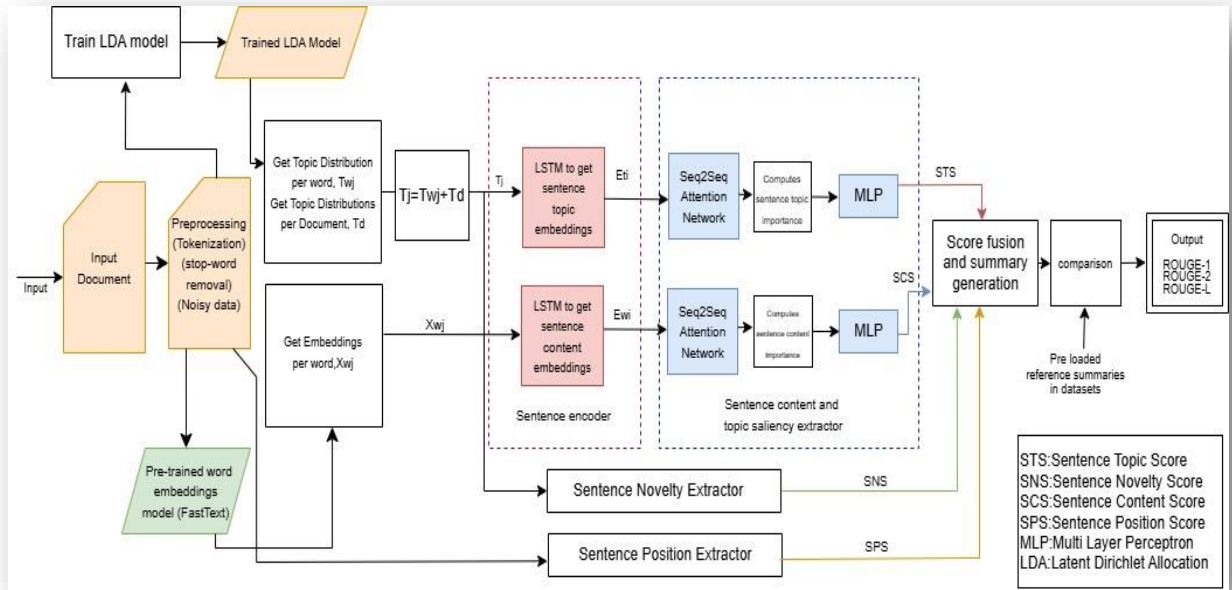 Train LDA model
Trained LDA Model
Input
Input
Document
Preprocessing
(Tokenization)
(stop-word
removal)
(Noisy data)
Get Topic Distribution
per word, Twj
Get Topic Distributions
per Document, Td
Tj=Twj+Td
Tj
LSTM to get
sentence
topic
embeddings
Eti
Seq2Seq
Attention
Network
Computes
sentence topic
importance
MLP
STS
Get Embeddings
per word,Xwj
Xwj
LSTM to get
sentence
content
embeddings
Ewi
Seq2Seq
Attention
Network
Computes
sentence content
importance
MLP
SCS
Score fusion
and summary
generation
comparison
Output
ROUGE-1
ROUGE-2
ROUGE-L
Pre loaded
reference summaries
in datasets
Sentence encoder
Sentence content and
topic saliency extractor
Pre-trained word
embeddings
model (FastText)
Sentence Novelty Extractor
SNS
Sentence Position Extractor
SPS
STS:Sentence Topic Score
SNS:Sentence Novelty Score
SCS:Sentence Content Score
SPS:Sentence Position Score
MLP:Multi Layer Perceptron
LDA:Latent Dirichlet Allocation